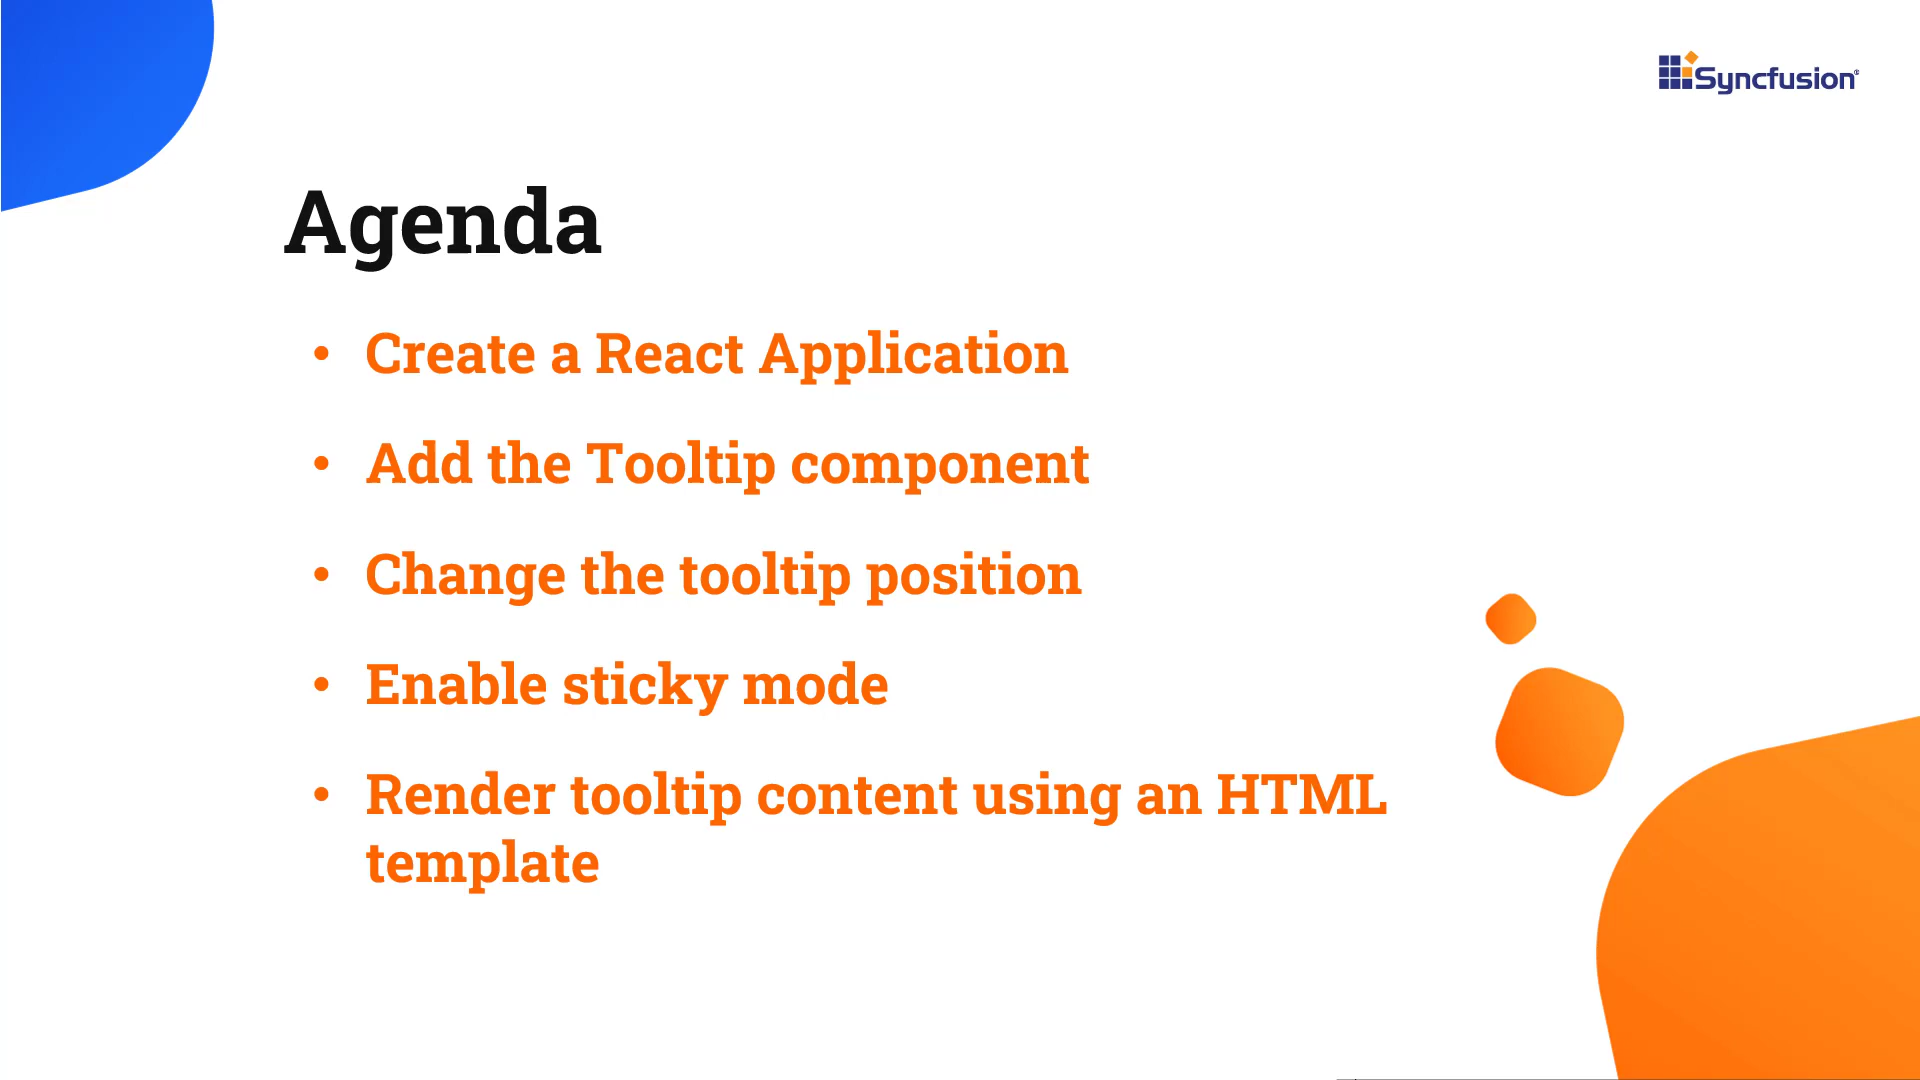 Syncfusion®
Agenda
• Create a React Application
• Add the Tooltip component
• Change the tooltip position
• Enable sticky mode
• Render tooltip content using an HTML
template